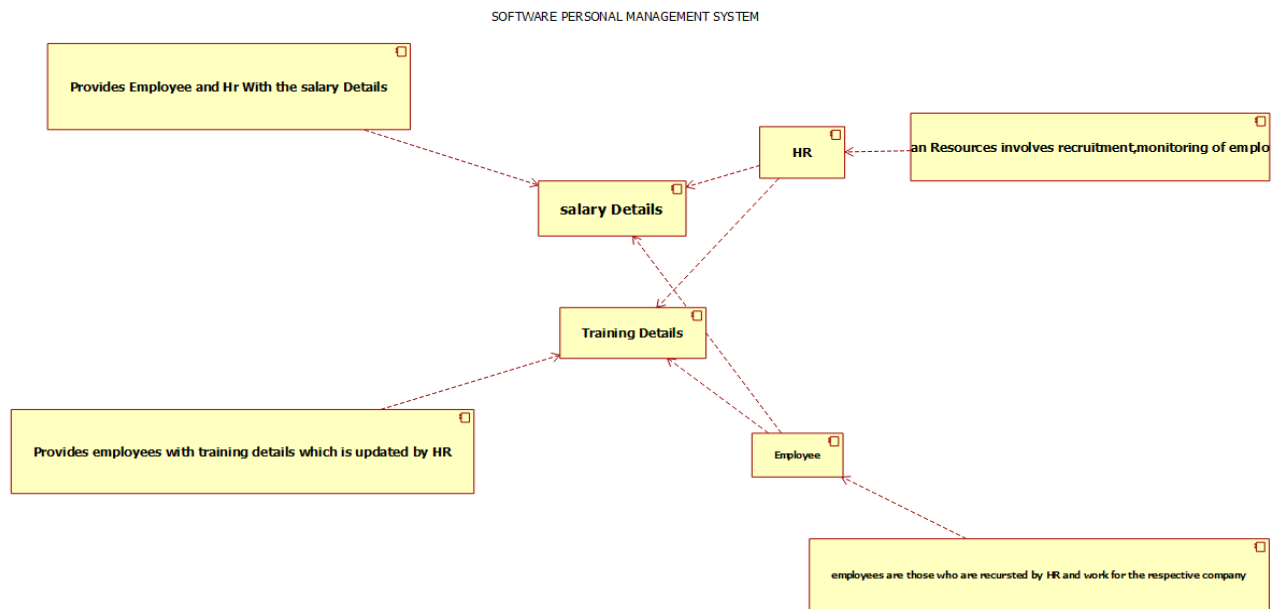 SOFTWARE PERSONAL MANAGEMENT SYSTEM
Provides Employee and Hr With the salary Details
HR
an Resources involves recruitment,monitoring of emplo
salary Details
Training Details
Provides employees with training details which is updated by HR
Employee
employees are those who are recursted by HR and work for the respective company